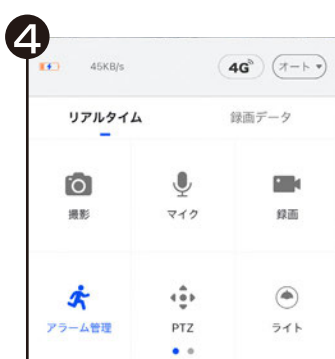 4
45KB/s 4G オート
リアルタイム 録画データ
撮影 マイク 録画
アラーム管理 PTZ ライト